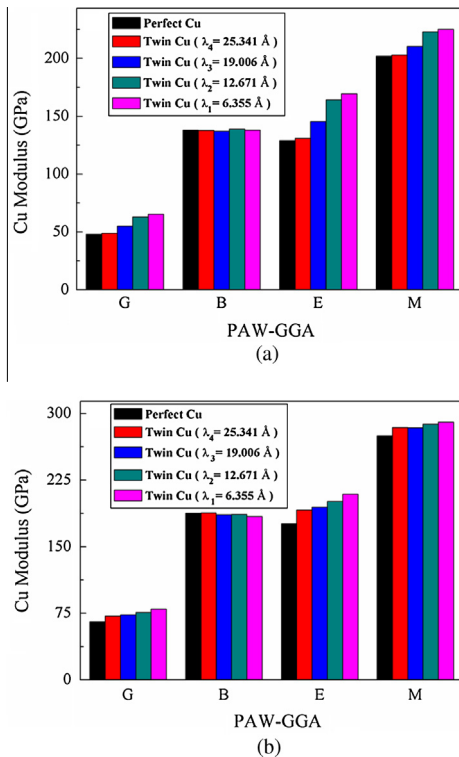 (a)
Perfect Cu
Twin Cu ( λ4= 25.341 Å )
Twin Cu ( λ3= 19.006 Å )
Twin Cu ( λ2= 12.671 Å )
Twin Cu ( λ1= 6.355 Å )
Cu Modulus (GPa)
200
150
100
50
0
G B E M
PAW-GGA
(a)
Perfect Cu
Twin Cu ( λ4= 25.341 Å )
Twin Cu ( λ3= 19.006 Å )
Twin Cu ( λ2= 12.671 Å )
Twin Cu ( λ1= 6.355 Å )
Cu Modulus (GPa)
300
225
150
75
0
G B E M
PAW-GGA
(b)